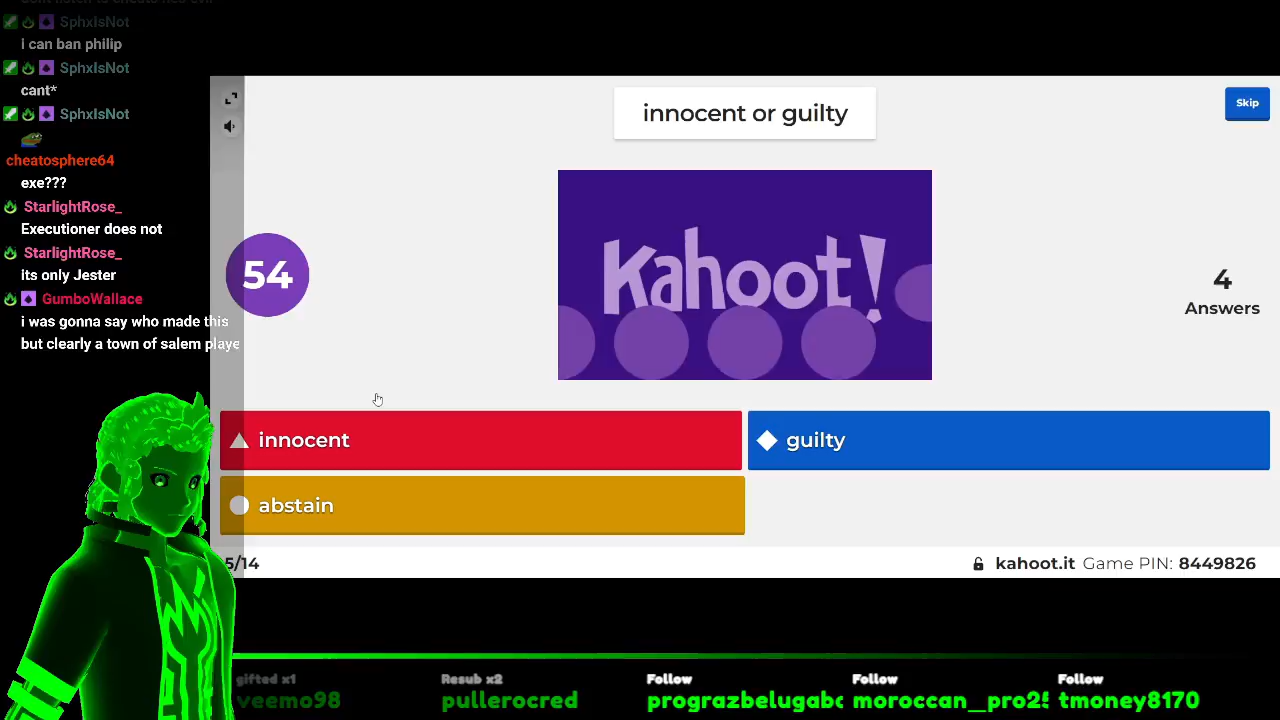 SphxIsNot
i can ban philip
SphxIsNot
cant*
SphxIsNot
cheatosphere64
exe???
StarlightRose_
Executioner does not
StarlightRose_
its only Jester
GumboWallace
i was gonna say who made this
but clearly a town of salem playe
innocent or guilty
Skip
54
Kahoot!
4
Answers
innocent
guilty
abstain
5/14
kahoot.it Game PIN: 8449826
gifted x1
veemo98
Resub x2
pullerocred
Follow
prograzbelugabc
Follow
moroccan_pro25
Follow
tmoney8170